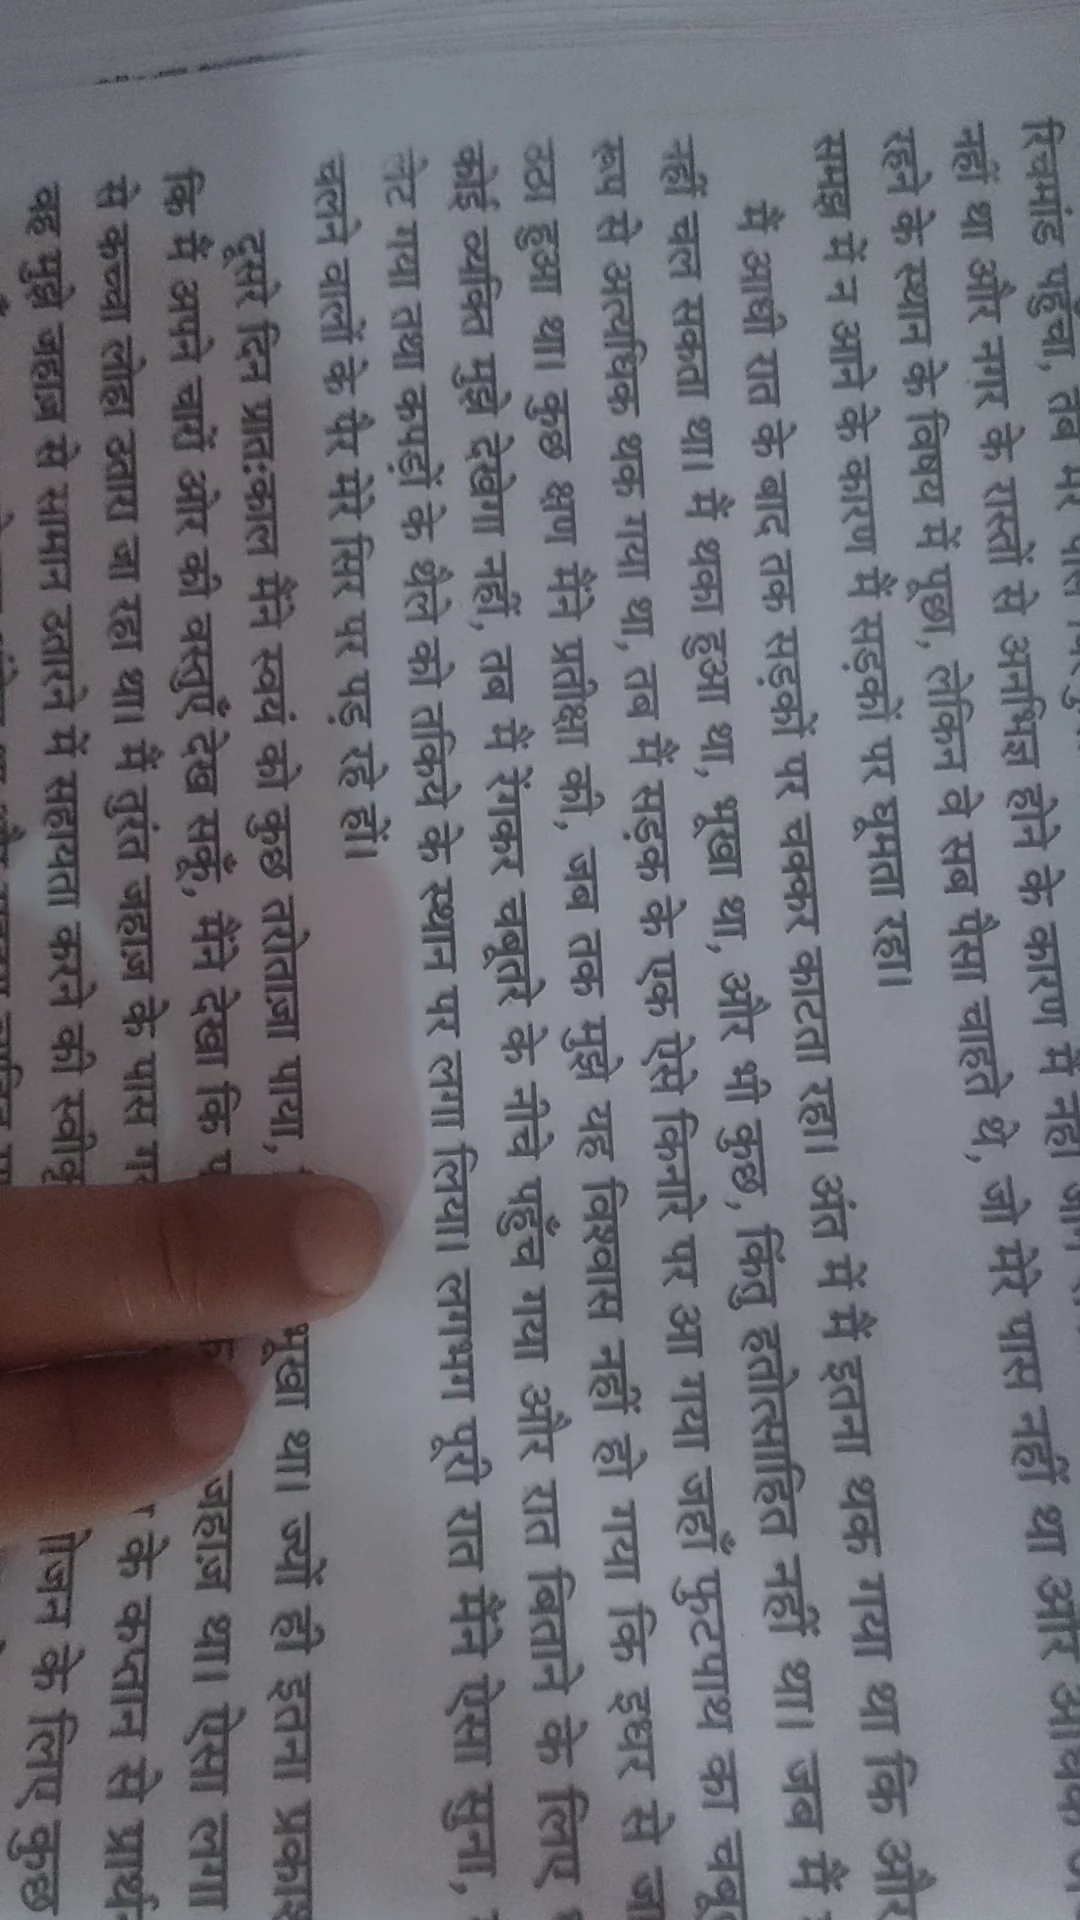 रिचमांड पहुँचा, तब मेरे पास
नहीं था और नगर के रास्तों से अनभिज्ञ होने के कारण मैं नहीं
रहने के स्थान के विषय में पूछा, लेकिन वे सब पैसा चाहते थे, जो मेरे पास नहीं था और अधिक
समझ में न आने के कारण मैं सड़कों पर घूमता रहा।
मैं आधी रात के बाद तक सड़कों पर चक्कर काटता रहा। अंत में मैं इतना थक गया था कि और
नहीं चल सकता था। मैं थका हुआ था, भूखा था, और भी कुछ, किंतु हतोत्साहित नहीं था। जब मैं
रूप से अत्यधिक थक गया था, तब मैं सड़क के एक ऐसे किनारे पर आ गया जहाँ फुटपाथ का
उठा हुआ था। कुछ क्षण मैंने प्रतीक्षा की, जब तक मुझे यह विश्वास नहीं हो गया कि इधर से
कोई व्यक्ति मुझे देखेगा नहीं, तब मैं रेंगकर चबूतरे के नीचे पहुँच गया और रात बिताने के लिए
लेट गया तथा कपड़ों के थैले को तकिये के स्थान पर लगा लिया। लगभग पूरी रात मैंने ऐसा सुना,
चलने वालों के पैर मेरे सिर पर पड़ रहे हों।
दूसरे दिन प्रातःकाल मैंने स्वयं को कुछ तरोताज़ा पाया, भूखा था। ज्यों ही इतना
कि मैं अपने चारों ओर की वस्तुएँ देख सकूँ, मैंने देखा कि जहाज़ था। ऐसा लगा
से कच्चा लोहा उतारा जा रहा था। मैं तुरंत जहाज़ के पास के कप्तान से
वह मुझे जहाज़ से सामान उतारने में सहायता करने की के लिए कुछ